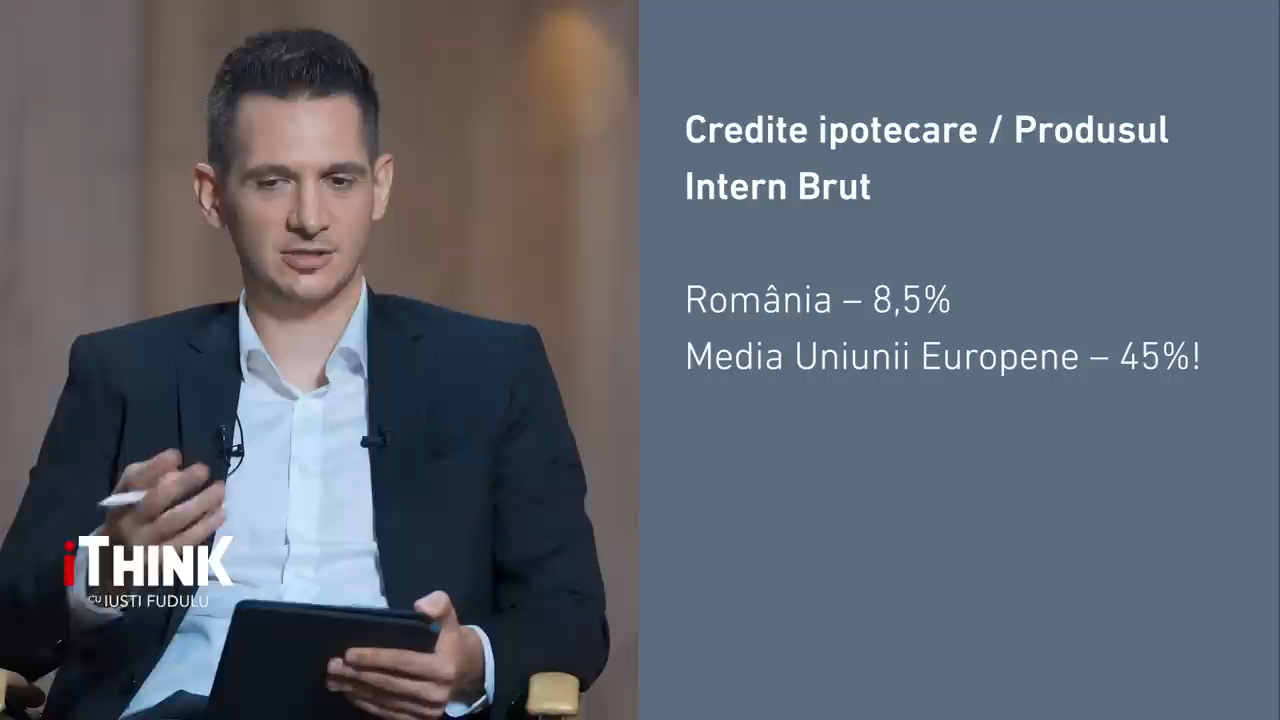 Credite ipotecare / Produsul
Intern Brut
România – 8,5%
Media Uniunii Europene – 45%!
iTHINK
CU IUSTI FUDULU